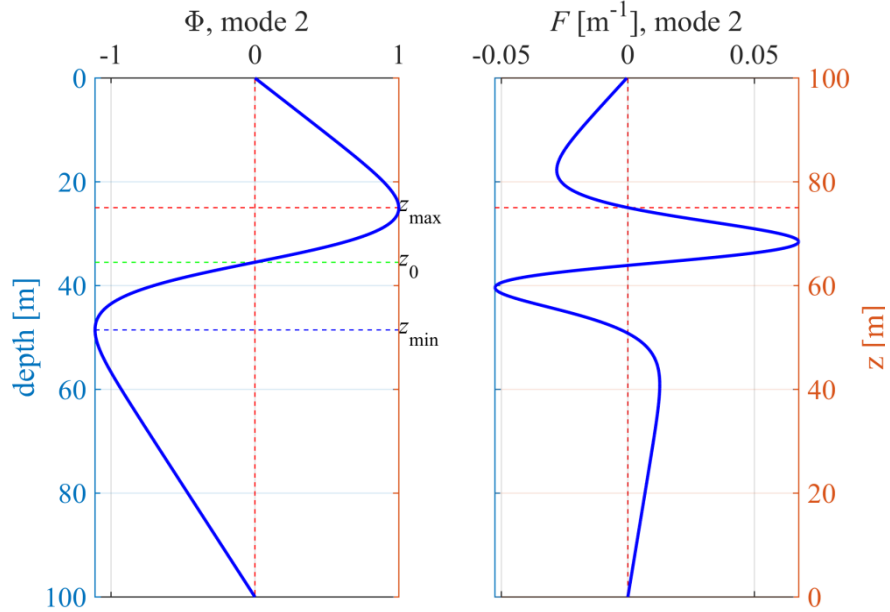 Φ, mode 2
F [m⁻¹], mode 2
-1 0 1
-0.05 0 0.05
0 100
20 80
z_max
z_0
40 60
z_min
depth [m]
z [m]
60 40
80 20
100 0